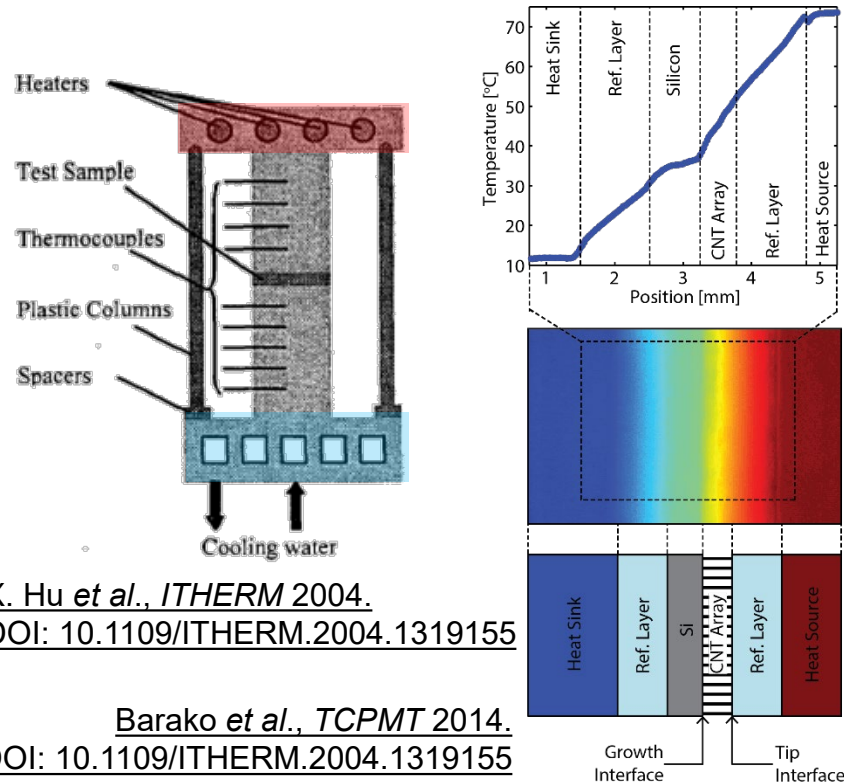 Heaters
Test Sample
Thermocouples
Plastic Columns
Spacers
Cooling water
X. Hu et al., ITHERM 2004.
DOI: 10.1109/ITHERM.2004.1319155
Barako et al., TCPMT 2014.
DOI: 10.1109/ITHERM.2004.1319155
Temperature [°C]
70
60
50
40
30
20
10
Heat Sink
Ref. Layer
Silicon
CNT Array
Ref. Layer
Heat Source
1 2 3 4 5
Position [mm]
Heat Sink
Ref. Layer
Si
CNT Array
Ref. Layer
Heat Source
Growth
Interface
Tip
Interface